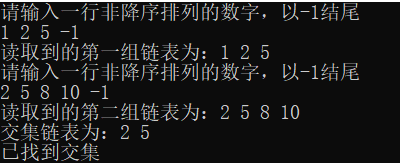 请输入一行非降序排列的数字，以-1结尾
1 2 5 -1
读取到的第一组链表为：1 2 5
请输入一行非降序排列的数字，以-1结尾
2 5 8 10 -1
读取到的第二组链表为：2 5 8 10
交集链表为：2 5
已找到交集